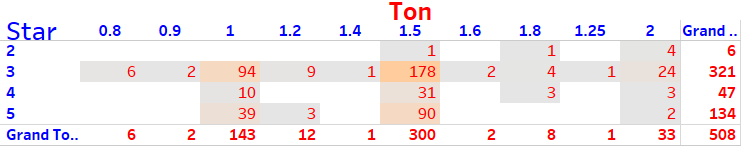 Ton
Star 0.8 0.9 1 1.2 1.4 1.5 1.6 1.8 1.25 2 Grand ..
2 1 1 4 6
3 6 2 94 9 1 178 2 4 1 24 321
4 10 31 3 3 47
5 39 3 90 2 134
Grand To.. 6 2 143 12 1 300 2 8 1 33 508